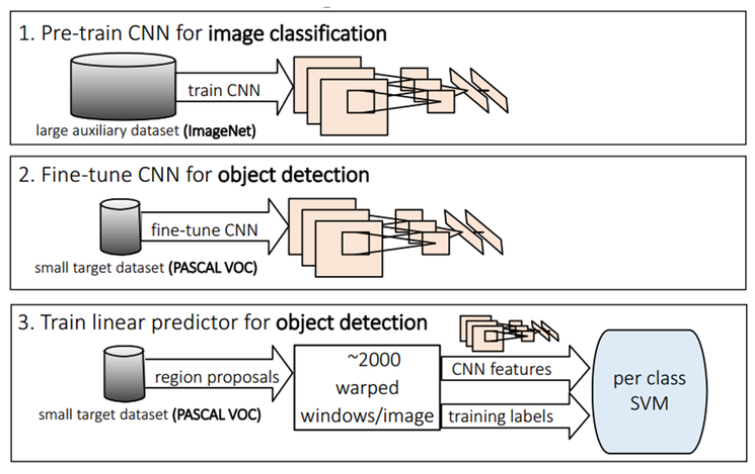 1. Pre-train CNN for image classification
train CNN
large auxiliary dataset (ImageNet)
2. Fine-tune CNN for object detection
fine-tune CNN
small target dataset (PASCAL VOC)
3. Train linear predictor for object detection
region proposals
small target dataset (PASCAL VOC)
~2000
warped
windows/image
CNN features
training labels
per class
SVM